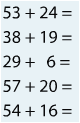 53 + 24 =
38 + 19 =
29 + 6 =
57 + 20 =
54 + 16 =